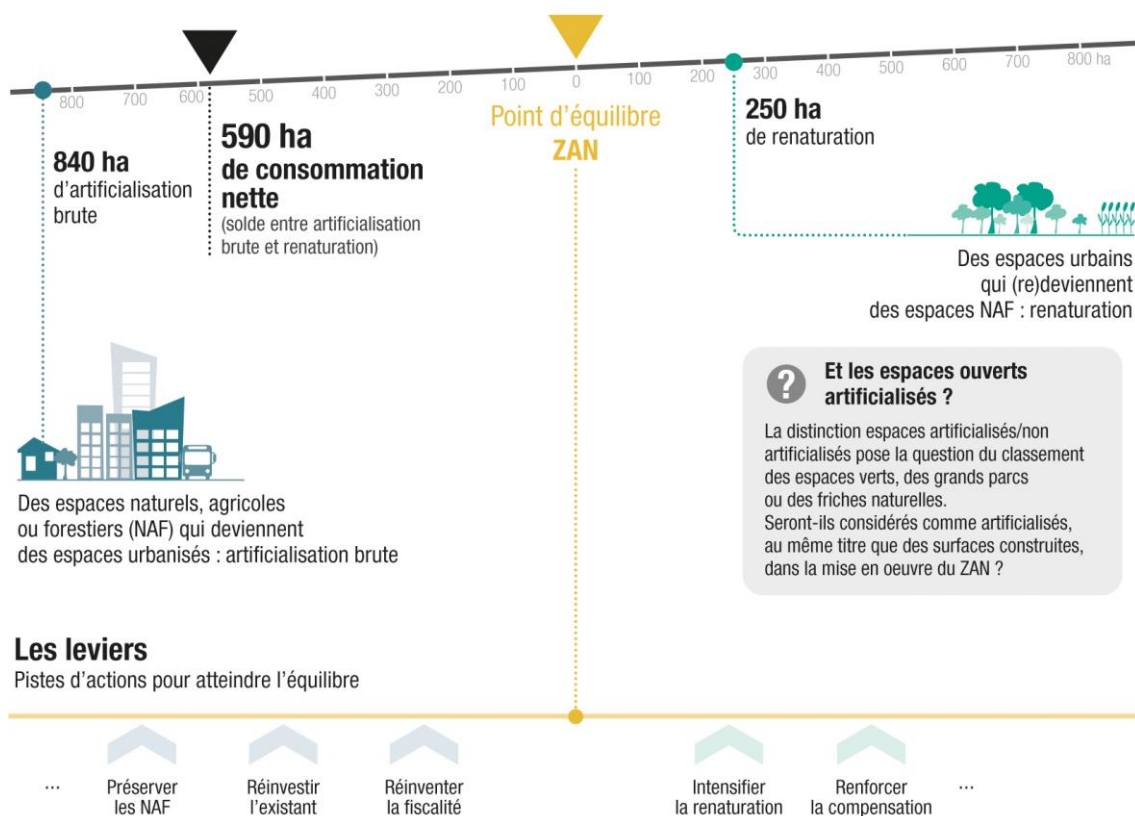 800 700 600 500 400 300 200 100 0 100 200 300 400 500 600 700 800 ha
840 ha
d'artificialisation
brute
590 ha
de consommation
nette
(solde entre artificialisation
brute et renaturation)
Point d'équilibre
ZAN
250 ha
de renaturation
Des espaces urbains
qui (re)deviennent
des espaces NAF : renaturation
Des espaces naturels, agricoles
ou forestiers (NAF) qui deviennent
des espaces urbanisés : artificialisation brute
?
Et les espaces ouverts
artificialisés ?
La distinction espaces artificialisés/non
artificialisés pose la question du classement
des espaces verts, des grands parcs
ou des friches naturelles.
Seront-ils considérés comme artificialisés,
au même titre que des surfaces construites,
dans la mise en oeuvre du ZAN ?
Les leviers
Pistes d'actions pour atteindre l'équilibre
...
Préserver
les NAF
Réinvestir
l'existant
Réinventer
la fiscalité
Intensifier
la renaturation
Renforcer
la compensation
...